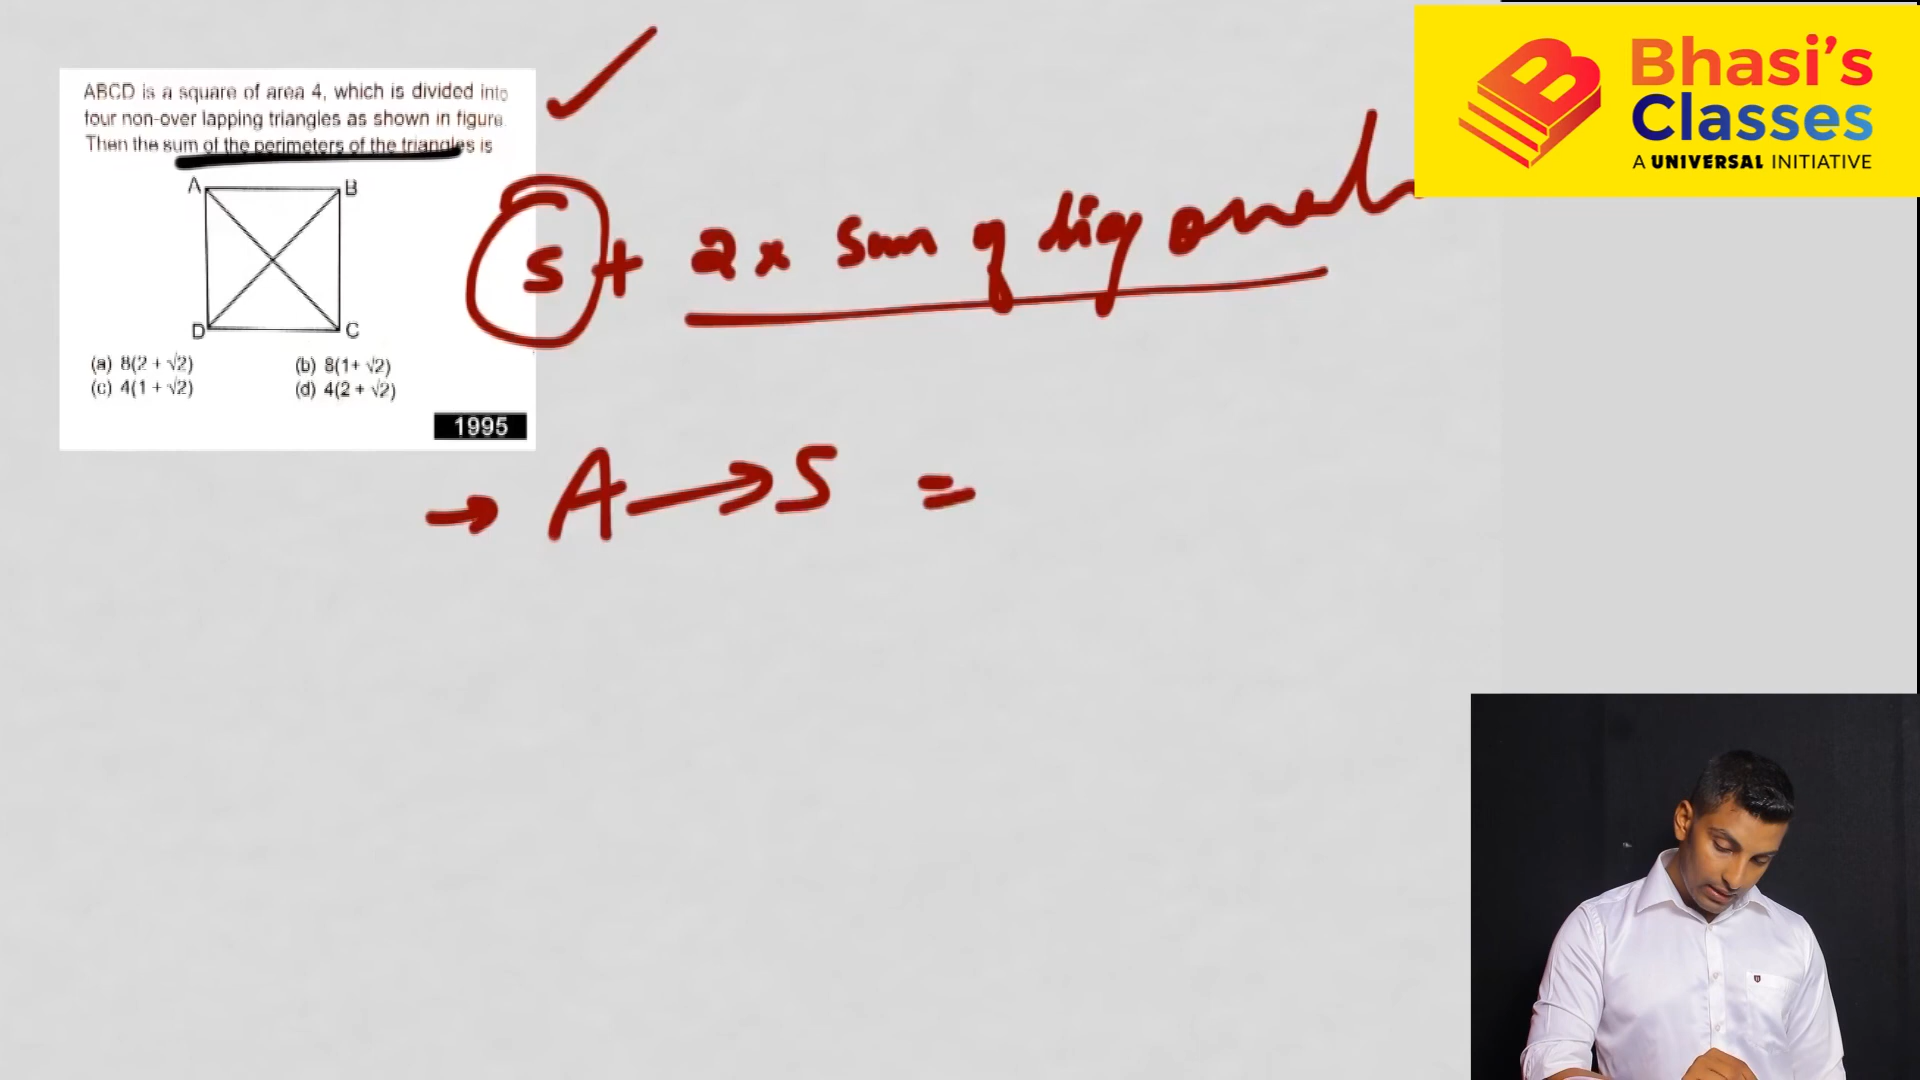 ABCD is a square of area 4, which is divided into
four non-over lapping triangles as shown in figure.
Then the sum of the perimeters of the triangles is
A B
D C
(a) 8(2 + √2) (b) 8(1+ √2)
(c) 4(1 + √2) (d) 4(2 + √2)
1995
S + 2 x Sum of diagonals
→ A → S =
Bhasi's
Classes
A UNIVERSAL INITIATIVE